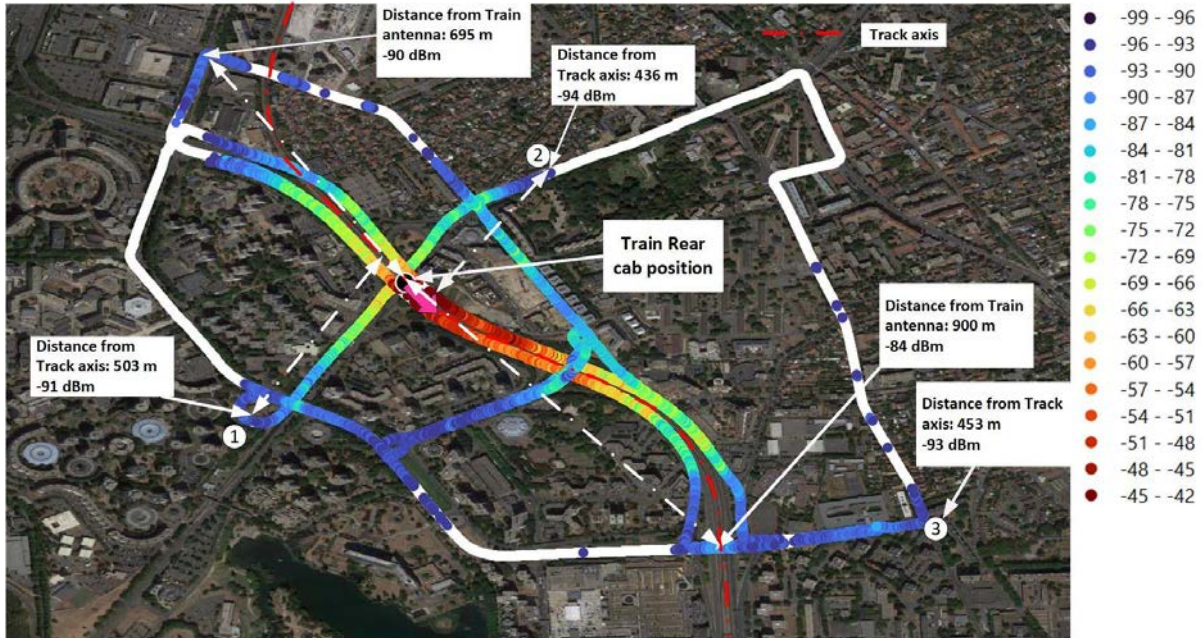 Distance from Train
antenna: 695 m
-90 dBm
Distance from
Track axis: 436 m
-94 dBm
Track axis
2
Train Rear
cab position
Distance from Train
antenna: 900 m
-84 dBm
Distance from
Track axis: 503 m
-91 dBm
Distance from Track
axis: 453 m
-93 dBm
1
3
-99 - -96
-96 - -93
-93 - -90
-90 - -87
-87 - -84
-84 - -81
-81 - -78
-78 - -75
-75 - -72
-72 - -69
-69 - -66
-66 - -63
-63 - -60
-60 - -57
-57 - -54
-54 - -51
-51 - -48
-48 - -45
-45 - -42